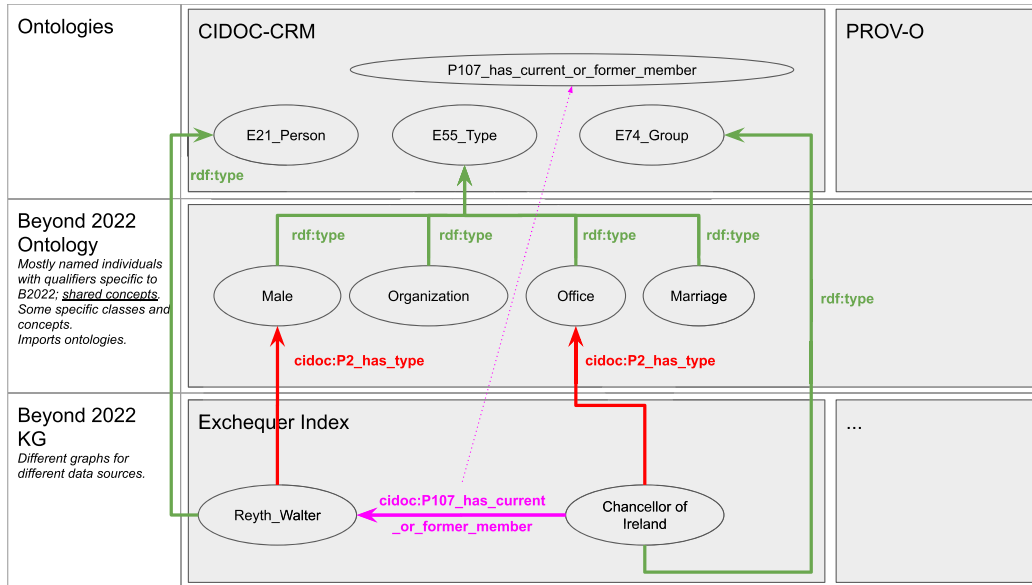 Ontologies
CIDOC-CRM
PROV-O
P107_has_current_or_former_member
E21_Person
E55_Type
E74_Group
rdf:type
Beyond 2022
Ontology
Mostly named individuals
with qualifiers specific to
B2022; shared concepts.
Some specific classes and
concepts.
Imports ontologies.
rdf:type
rdf:type
rdf:type
rdf:type
Male
Organization
Office
Marriage
rdf:type
cidoc:P2_has_type
cidoc:P2_has_type
Beyond 2022
KG
Different graphs for
different data sources.
Exchequer Index
...
Reyth_Walter
cidoc:P107_has_current
_or_former_member
Chancellor of
Ireland